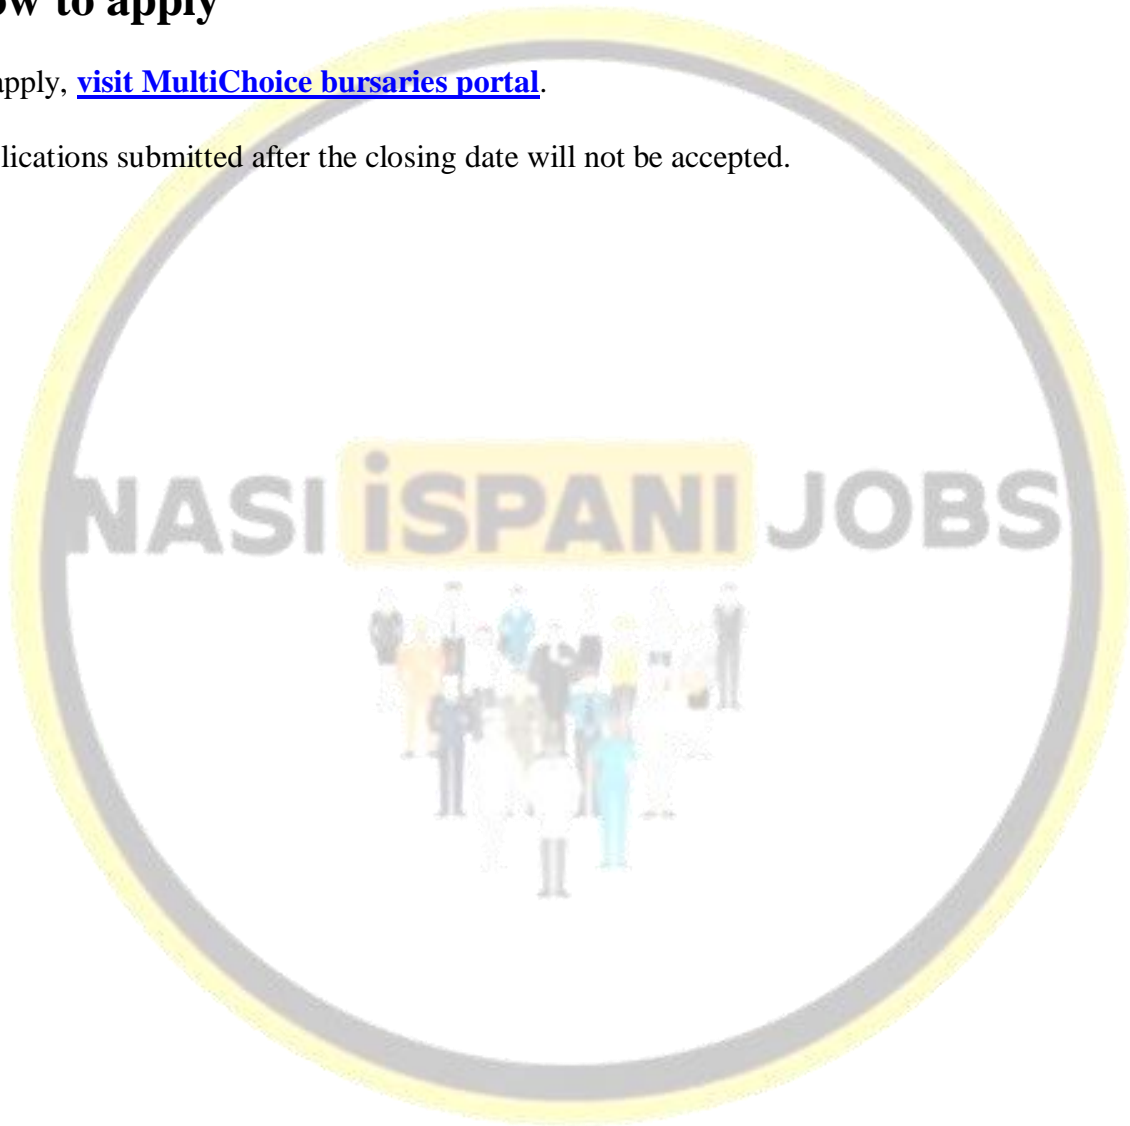 ow to apply
apply, visit MultiChoice bursaries portal.
lications submitted after the closing date will not be accepted.
NASI iSPANI JOBS